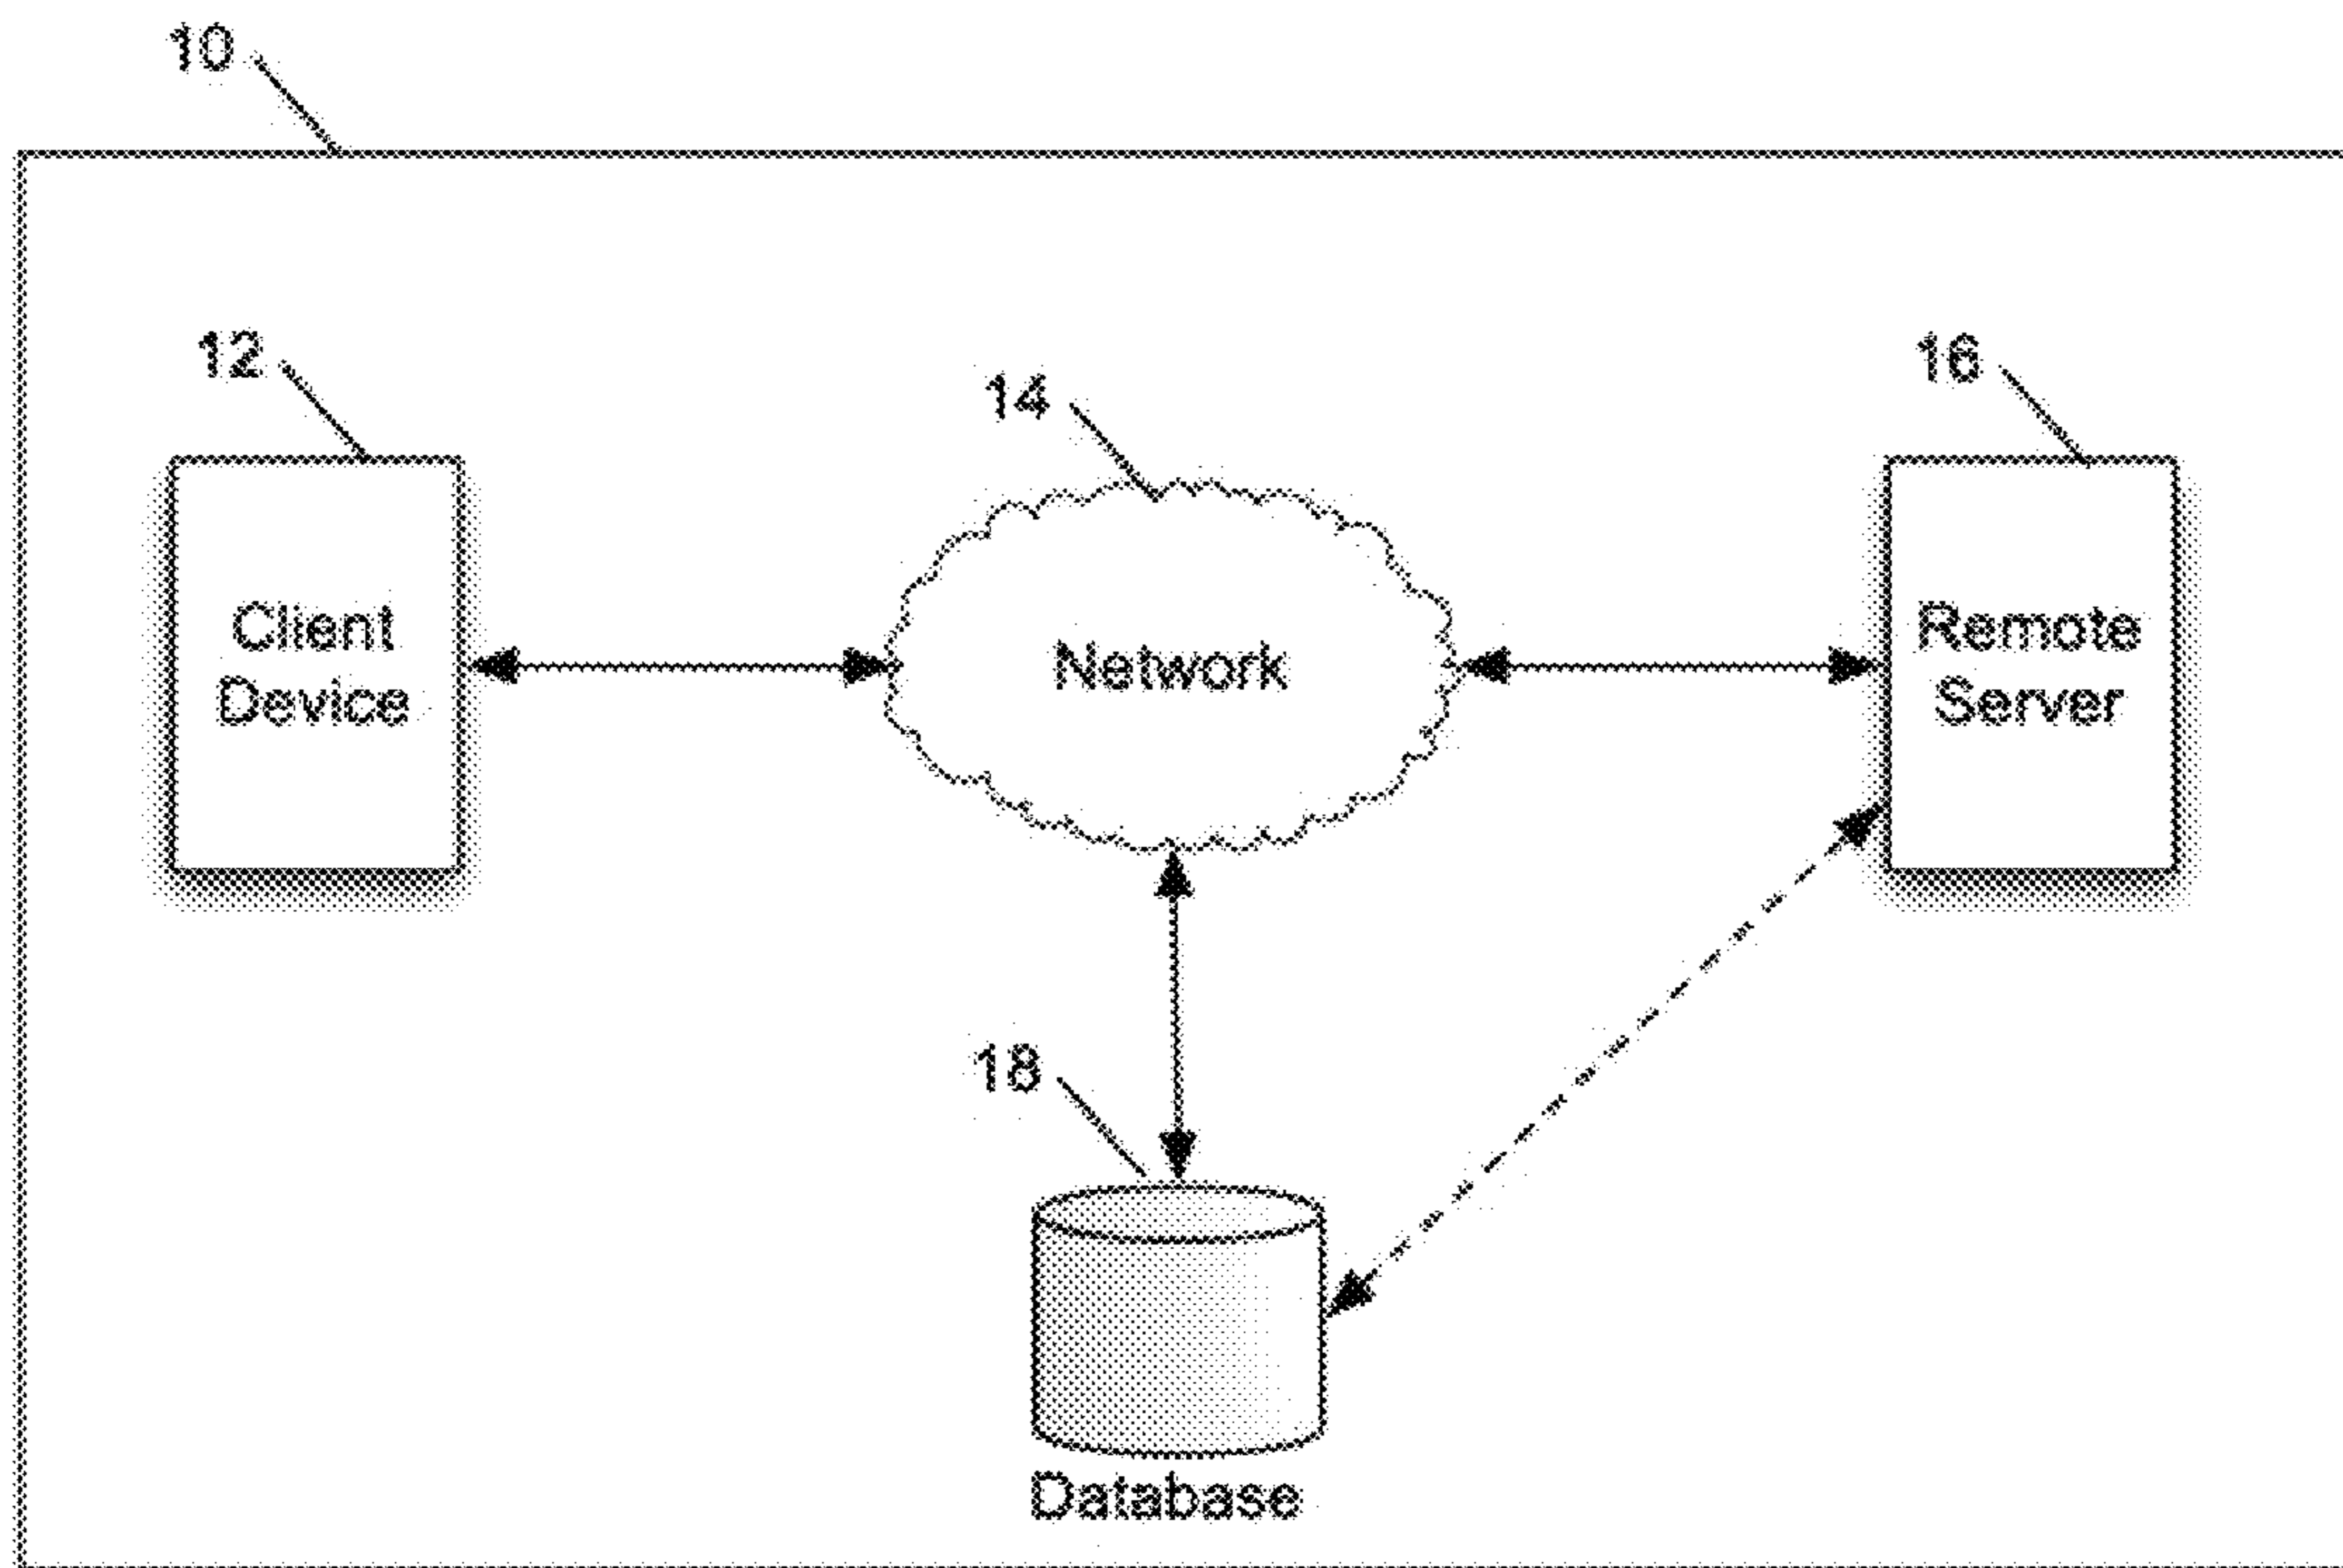 10
12
14
16
Client
Device
Network
Remote
Server
18
Database